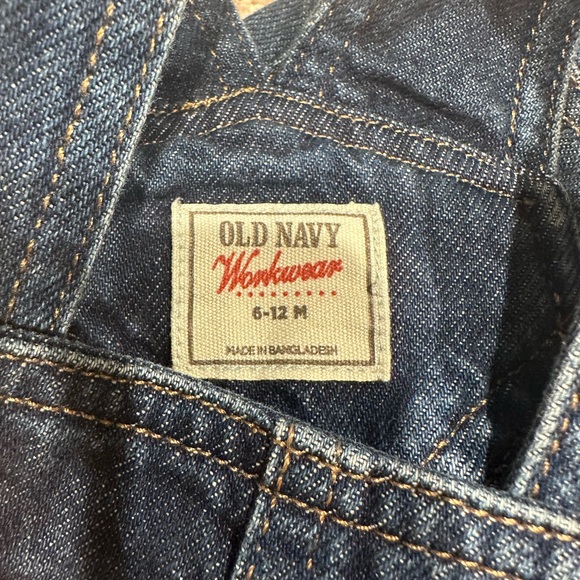 OLD NAVY
Workwear
6-12 M
MADE IN BANGLADESH